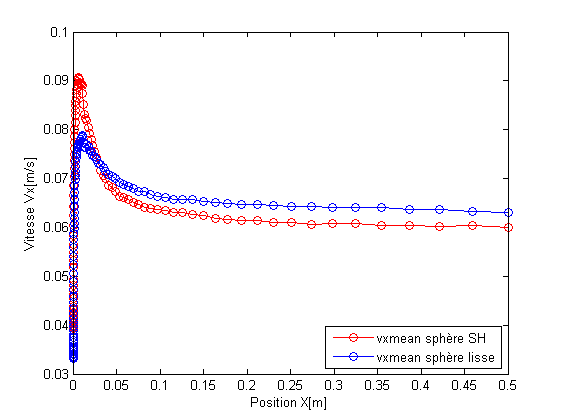 0.1
0.09
0.08
0.07
0.06
0.05
0.04
0.03
Vitesse Vx[m/s]
0 0.05 0.1 0.15 0.2 0.25 0.3 0.35 0.4 0.45 0.5
Position X[m]
vxmean sphère SH
vxmean sphère lisse